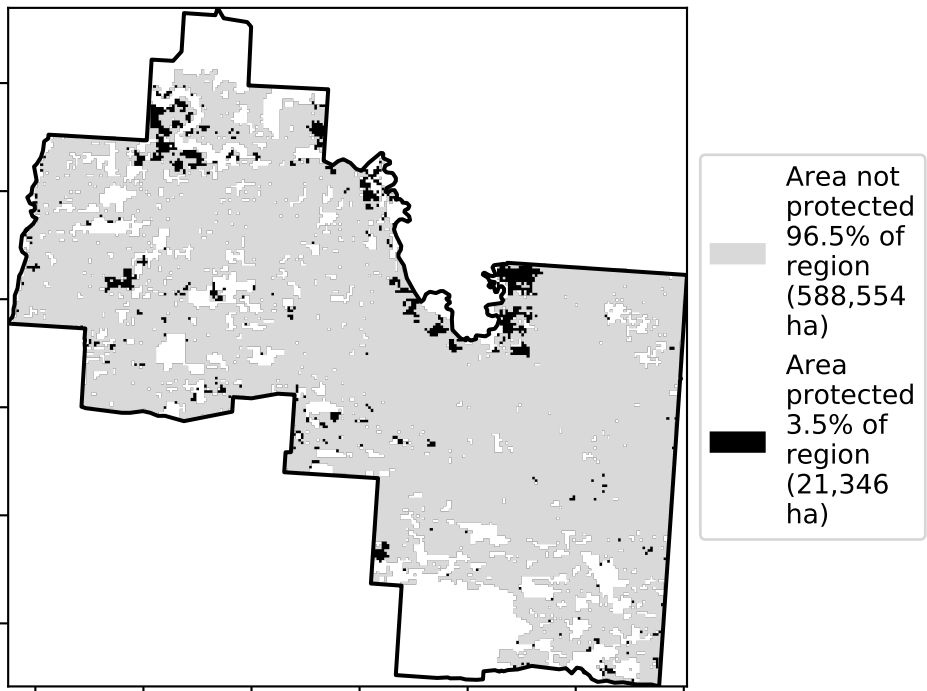 Area not
protected
96.5% of
region
(588,554
ha)
Area
protected
3.5% of
region
(21,346
ha)